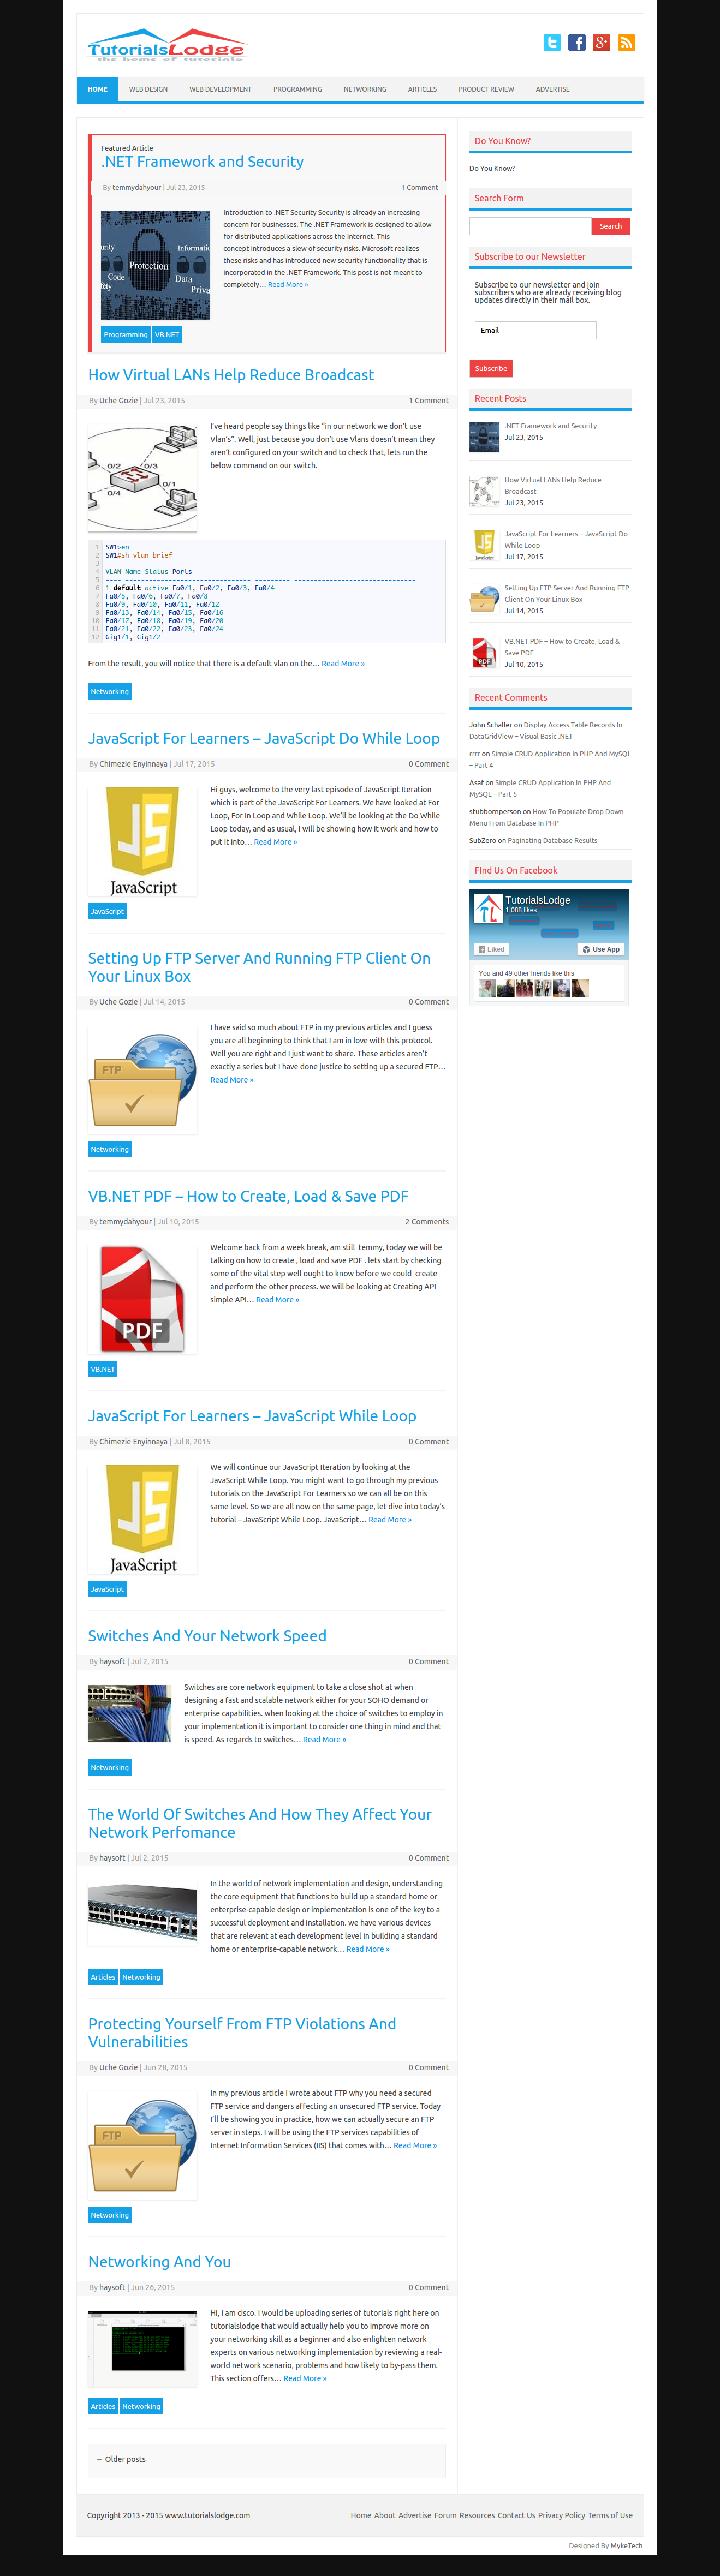 TutorialsLodge
the home of tutorials
HOME
WEB DESIGN
WEB DEVELOPMENT
PROGRAMMING
NETWORKING
ARTICLES
PRODUCT REVIEW
ADVERTISE
Featured Article
.NET Framework and Security
By temmydahyour | Jul 23, 2015
1 Comment
Introduction to .NET Security Security is already an increasing
concern for businesses. The .NET Framework is designed to allow
for distributed applications across the Internet. This
concept introduces a slew of security risks. Microsoft realizes
these risks and has introduced new security functionality that is
incorporated in the .NET Framework. This post is not meant to
completely… Read More »
Security
Information
Protection
Code
Data
Safety
Priva
Programming
VB.NET
How Virtual LANs Help Reduce Broadcast
By Uche Gozie | Jul 23, 2015
1 Comment
0/2
0/3
0/4
0/1
I've heard people say things like "in our network we don't use
Vlan's". Well, just because you don't use Vlans doesn't mean they
aren't configured on your switch and to check that, lets run the
below command on our switch.
1 SW1>en
2 SW1#sh vlan brief
3
4 VLAN Name Status Ports
5 ---- -------------------------------- --------- -------------------------------
6 1 default active Fa0/1, Fa0/2, Fa0/3, Fa0/4
7 Fa0/5, Fa0/6, Fa0/7, Fa0/8
8 Fa0/9, Fa0/10, Fa0/11, Fa0/12
9 Fa0/13, Fa0/14, Fa0/15, Fa0/16
10 Fa0/17, Fa0/18, Fa0/19, Fa0/20
11 Fa0/21, Fa0/22, Fa0/23, Fa0/24
12 Gig1/1, Gig1/2
From the result, you will notice that there is a default vlan on the… Read More »
Networking
JavaScript For Learners – JavaScript Do While Loop
By Chimezie Enyinnaya | Jul 17, 2015
0 Comment
JS
JavaScript
Hi guys, welcome to the very last episode of JavaScript Iteration
which is part of the JavaScript For Learners. We have looked at For
Loop, For In Loop and While Loop. We'll be looking at the Do While
Loop today, and as usual, I will be showing how it work and how to
put it into… Read More »
JavaScript
Setting Up FTP Server And Running FTP Client On
Your Linux Box
By Uche Gozie | Jul 14, 2015
0 Comment
I have said so much about FTP in my previous articles and I guess
you are all beginning to think that I am in love with this protocol.
Well you are right and I just want to share. These articles aren't
exactly a series but I have done justice to setting up a secured FTP…
Read More »
Networking
VB.NET PDF – How to Create, Load & Save PDF
By temmydahyour | Jul 10, 2015
2 Comments
PDF
Welcome back from a week break, am still temmy, today we will be
talking on how to create , load and save PDF . lets start by checking
some of the vital step well ought to know before we could create
and perform the other process. we will be looking at Creating API
simple API… Read More »
VB.NET
JavaScript For Learners – JavaScript While Loop
By Chimezie Enyinnaya | Jul 8, 2015
0 Comment
JS
JavaScript
We will continue our JavaScript Iteration by looking at the
JavaScript While Loop. You might want to go through my previous
tutorials on the JavaScript For Learners so we can all be on this
same level. So we are all now on the same page, let dive into today's
tutorial – JavaScript While Loop. JavaScript… Read More »
JavaScript
Switches And Your Network Speed
By haysoft | Jul 2, 2015
0 Comment
Switches are core network equipment to take a close shot at when
designing a fast and scalable network either for your SOHO demand or
enterprise capabilities. when looking at the choice of switches to employ in
your implementation it is important to consider one thing in mind and that
is speed. As regards to switches… Read More »
Networking
The World Of Switches And How They Affect Your
Network Perfomance
By haysoft | Jul 2, 2015
0 Comment
In the world of network implementation and design, understanding
the core equipment that functions to build up a standard home or
enterprise-capable design or implementation is one of the key to a
successful deployment and installation. we have various devices
that are relevant at each development level in building a standard
home or enterprise-capable network… Read More »
Articles
Networking
Protecting Yourself From FTP Violations And
Vulnerabilities
By Uche Gozie | Jun 28, 2015
0 Comment
In my previous article I wrote about FTP why you need a secured
FTP service and dangers affecting an unsecured FTP service. Today
I'll be showing you in practice, how we can actually secure an FTP
server in steps. I will be using the FTP services capabilities of
Internet Information Services (IIS) that comes with… Read More »
Networking
Networking And You
By haysoft | Jun 26, 2015
0 Comment
Hi, I am cisco. I would be uploading series of tutorials right here on
tutorialslodge that would actually help you to improve more on
your networking skill as a beginner and also enlighten network
experts on various networking implementation by reviewing a real-
world network scenario, problems and how likely to by-pass them.
This section offers… Read More »
Articles
Networking
← Older posts
Do You Know?
Do You Know?
Search Form
Search
Subscribe to our Newsletter
Subscribe to our newsletter and join
subscribers who are already receiving blog
updates directly in their mail box.
Email
Subscribe
Recent Posts
.NET Framework and Security
Jul 23, 2015
How Virtual LANs Help Reduce
Broadcast
Jul 23, 2015
JavaScript For Learners – JavaScript Do
While Loop
Jul 17, 2015
Setting Up FTP Server And Running FTP
Client On Your Linux Box
Jul 14, 2015
VB.NET PDF – How to Create, Load &
Save PDF
Jul 10, 2015
Recent Comments
John Schaller on Display Access Table Records In
DataGridView – Visual Basic .NET
rrrr on Simple CRUD Application In PHP And MySQL
– Part 4
Asaf on Simple CRUD Application In PHP And
MySQL – Part 5
stubbornperson on How To Populate Drop Down
Menu From Database In PHP
SubZero on Paginating Database Results
FInd Us On Facebook
TutorialsLodge
1,088 likes
Liked
Use App
You and 49 other friends like this
Copyright 2013 - 2015 www.tutorialslodge.com
Home About Advertise Forum Resources Contact Us Privacy Policy Terms of Use
Designed By MykeTech